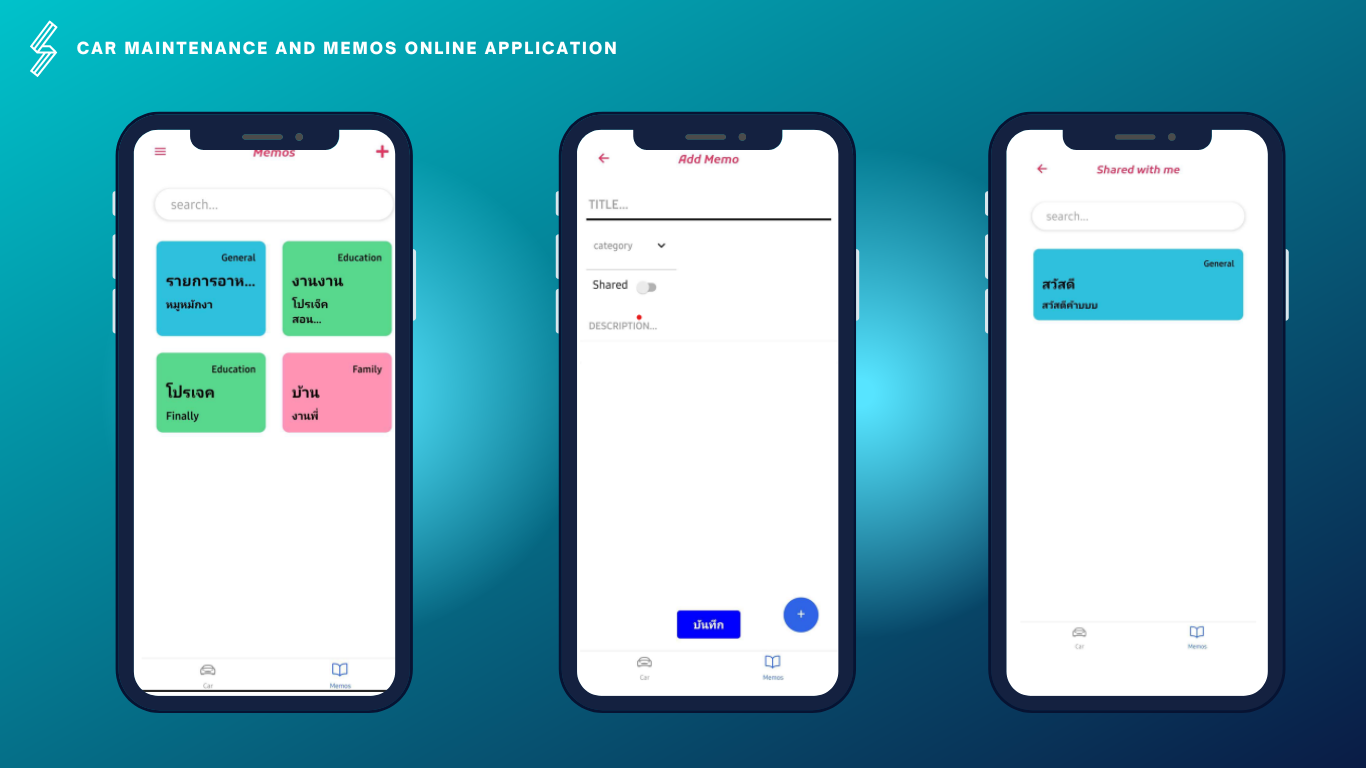 CAR MAINTENANCE AND MEMOS ONLINE APPLICATION
Memos
search...
General
รายการอาห...
หมูหมักงา
Education
งานงาน
โปรเจ็ค
สอน...
Education
โปรเจค
Finally
Family
บ้าน
งานพี่
Car
Memos
Add Memo
TITLE...
category
Shared
DESCRIPTION...
บันทึก
+
Car
Memos
Shared with me
search...
General
สวัสดี
สวัสดีค้าบบบ
Car
Memos